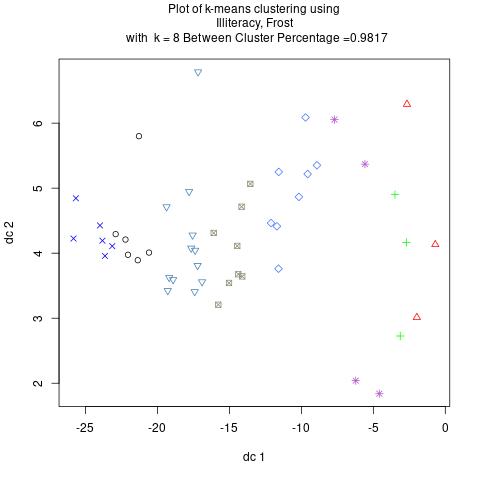 Plot of k-means clustering using
Illiteracy, Frost
with  k = 8 Between Cluster Percentage =0.9817
6
5
4
3
2
dc 2
-25
-20
-15
-10
-5
0
dc 1